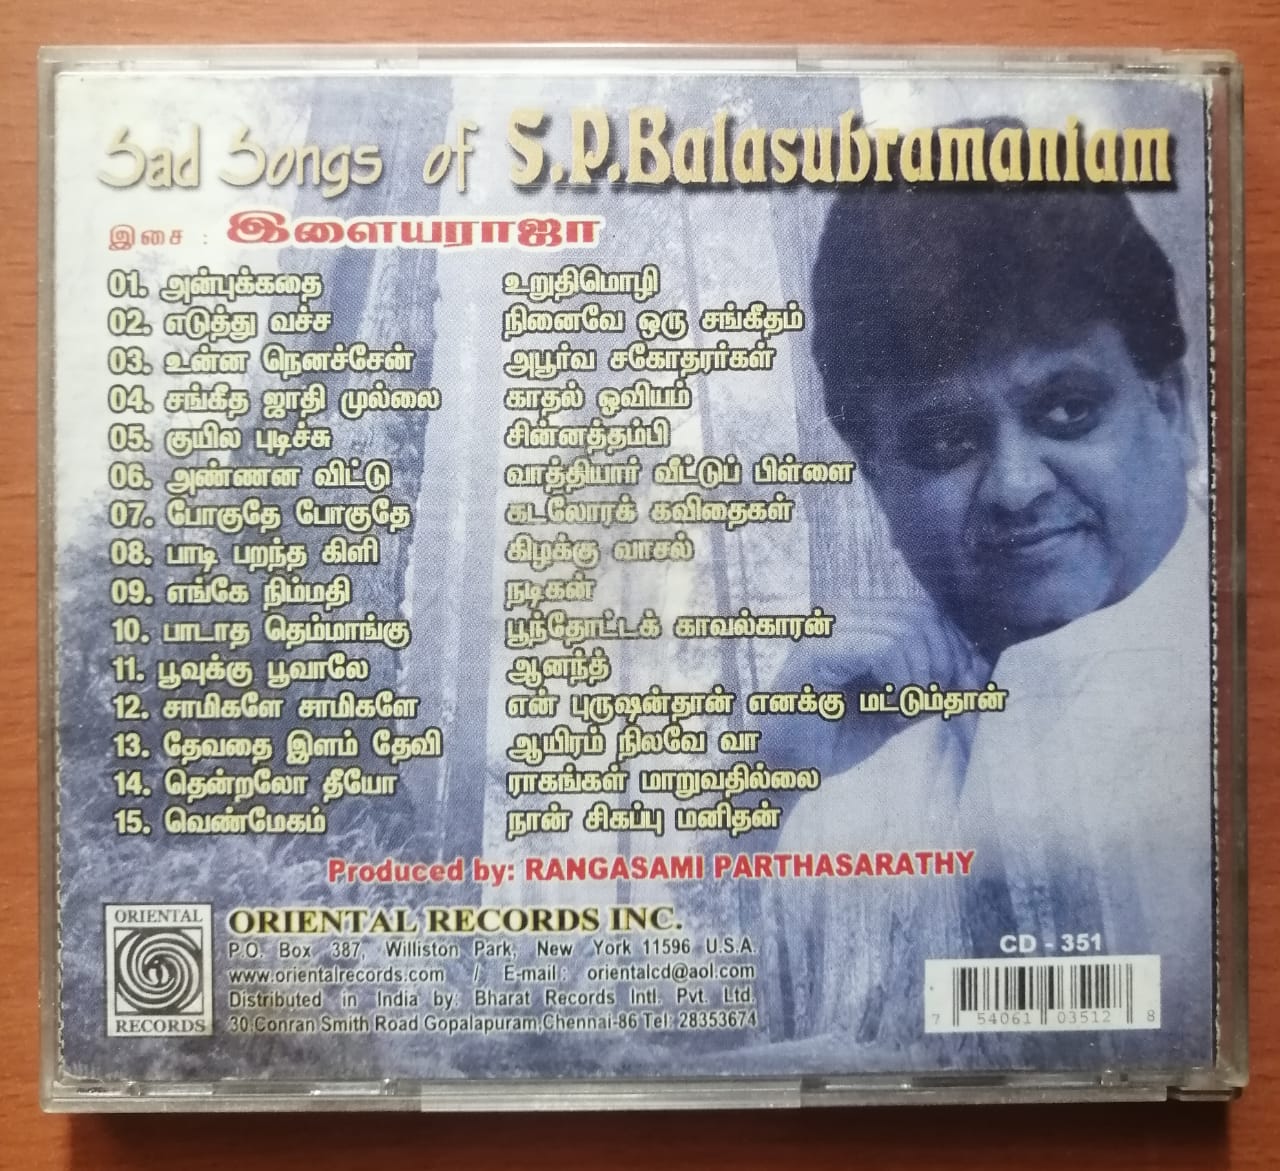 Sad Songs of S.P.Balasubramaniam
இசை : இளையராஜா
01. அன்புக்கதை உறுதிமொழி
02. எடுத்து வச்ச நினைவே ஒரு சங்கீதம்
03. உன்ன நெனச்சேன் அபூர்வ சகோதரர்கள்
04. சங்கீத ஜாதி முல்லை காதல் ஓவியம்
05. குயில புடிச்சு சின்னத்தம்பி
06. அண்ணன விட்டு வாத்தியார் வீட்டுப் பிள்ளை
07. போகுதே போகுதே கடலோரக் கவிதைகள்
08. பாடி பறந்த கிளி கிழக்கு வாசல்
09. எங்கே நிம்மதி நடிகன்
10. பாடாத தெம்மாங்கு பூந்தோட்டக் காவல்காரன்
11. பூவுக்கு பூவாலே ஆனந்த்
12. சாமிகளே சாமிகளே என் புருஷன்தான் எனக்கு மட்டும்தான்
13. தேவதை இளம் தேவி ஆயிரம் நிலவே வா
14. தென்றலோ தீயோ ராகங்கள் மாறுவதில்லை
15. வெண்மேகம் நான் சிகப்பு மனிதன்
Produced by: RANGASAMI PARTHASARATHY
ORIENTAL
RECORDS
ORIENTAL RECORDS INC.
P.O. Box 387, Williston Park, New York 11596 U.S.A.
www.orientalrecords.com / E-mail: orientalcd@aol.com
Distributed in India by: Bharat Records Intl. Pvt. Ltd.
30,Conran Smith Road Gopalapuram,Chennai-86 Tel: 28353674
CD - 351
7 54061 03512 8